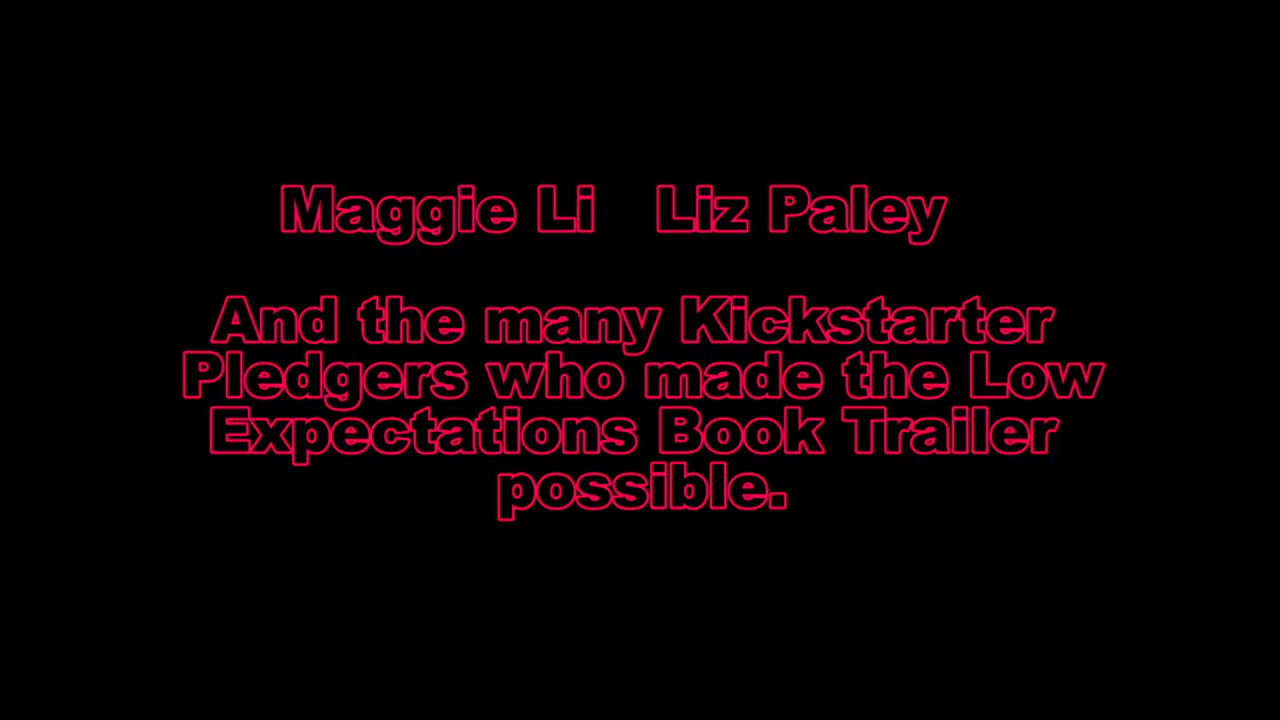 Maggie Li Liz Paley
And the many Kickstarter
Pledgers who made the Low
Expectations Book Trailer
possible.